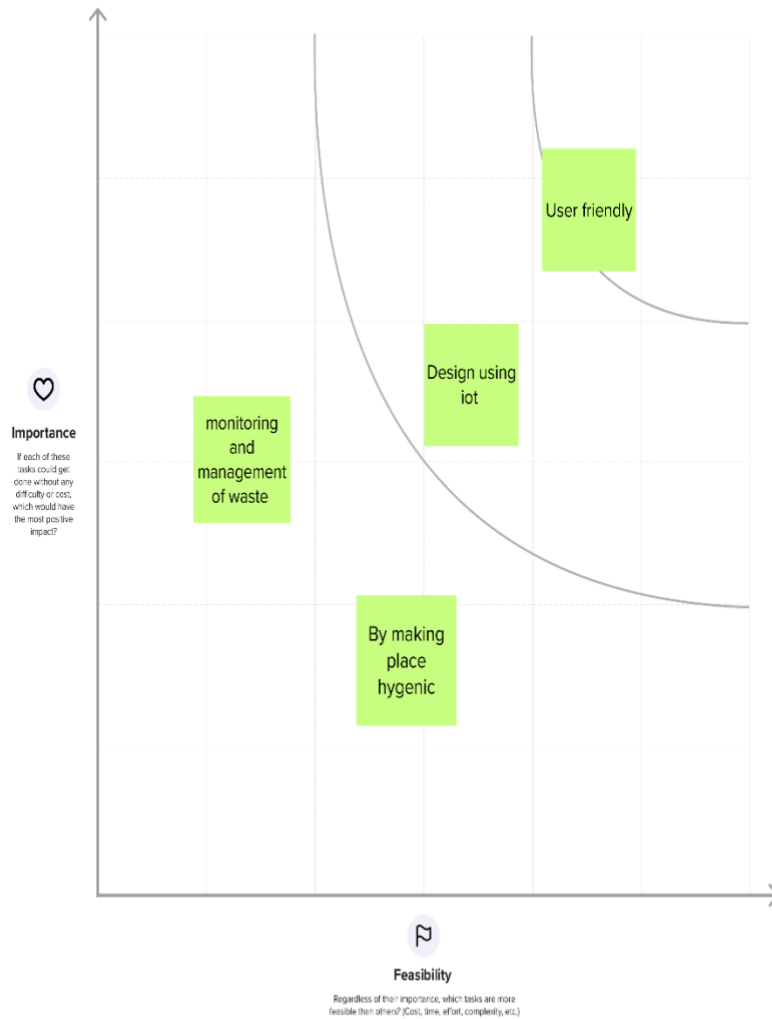 User friendly
Design using
iot
monitoring
and
management
of waste
Importance
If each of these
tasks could get
done without any
difficulty or cost,
which would have
the most positive
impact?
By making
place
hygenic
Feasibility
Regardless of their importance, which tasks are more
feasible than others? (Cost, time, effort, complexity, etc.)